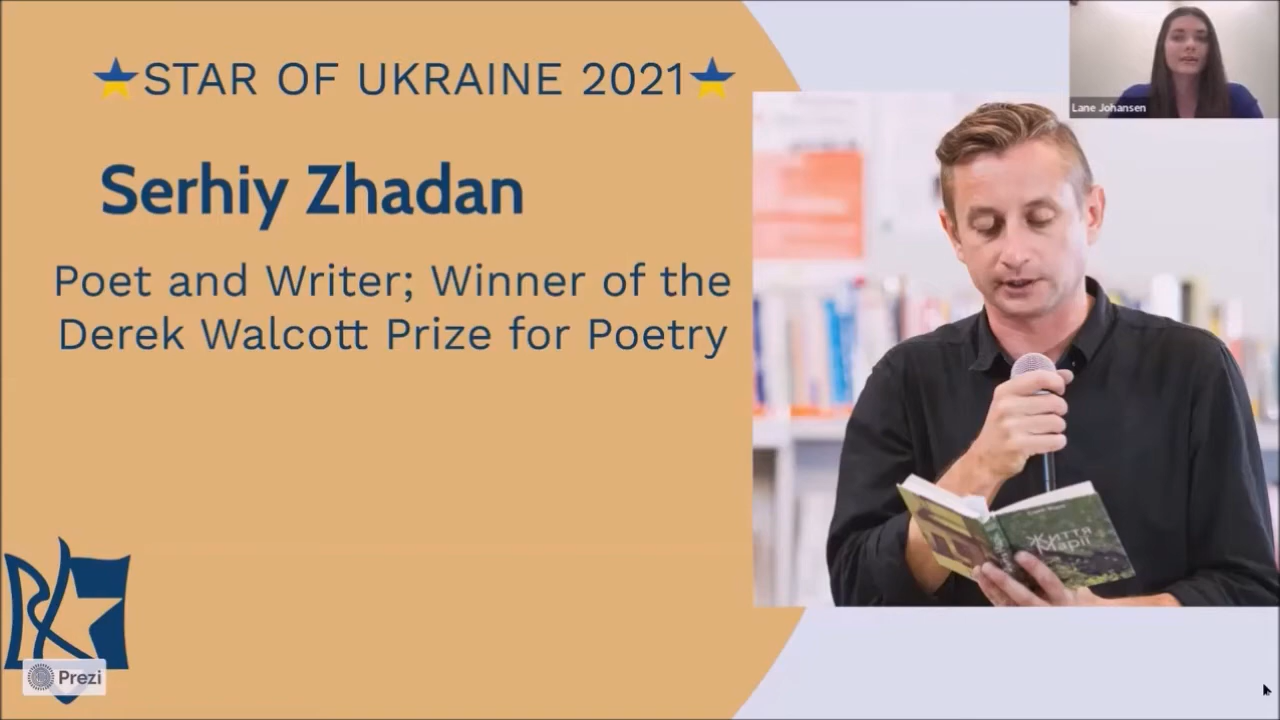 STAR OF UKRAINE 2021
Lane Johansen
Serhiy Zhadan
Poet and Writer; Winner of the
Derek Walcott Prize for Poetry
Життя
Марії
Prezi